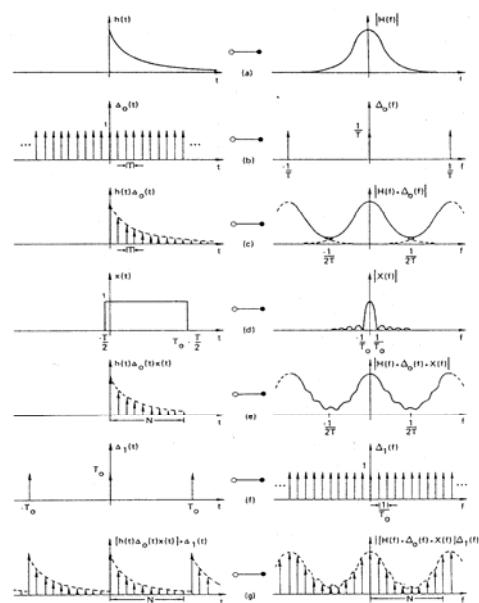 h(t)
|H(f)|
t
f
(a)
Δ₀(t)
Δ₀(f)
1
1/T
...
...
T
t
-1/T
1/T
f
(b)
h(t)Δ₀(t)
|H(f)*Δ₀(f)|
T
t
-1/2T
1/2T
f
(c)
x(t)
|X(f)|
1
-T/2
T₀-T/2
t
-1/T₀
1/T₀
f
(d)
h(t)Δ₀(t)x(t)
|H(f)*Δ₀(f)*X(f)|
N
t
-1/2T
1/2T
f
(e)
Δ₁(t)
Δ₁(f)
T₀
1
...
...
-T₀
T₀
t
1/T₀
f
(f)
[h(t)Δ₀(t)x(t)]*Δ₁(t)
|[H(f)*Δ₀(f)*X(f)]Δ₁(f)|
N
t
N
f
(g)